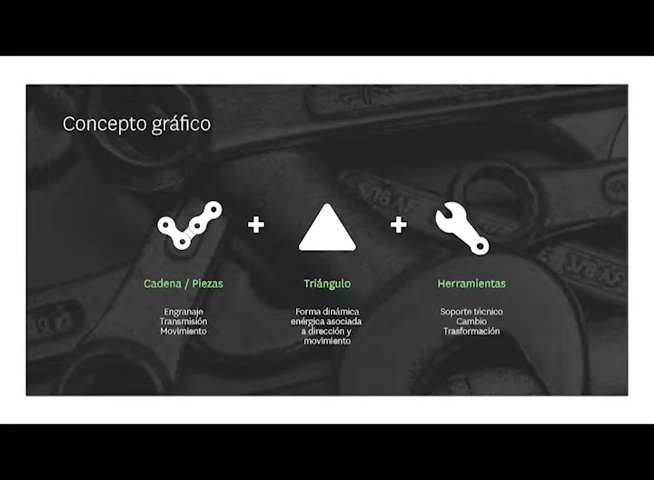 Concepto gráfico
+
+
Cadena / Piezas
Triángulo
Herramientas
Engranaje
Transmisión
Movimiento
Forma dinámica
enérgica asociada
a dirección y
movimiento
Soporte técnico
Cambio
Trasformación